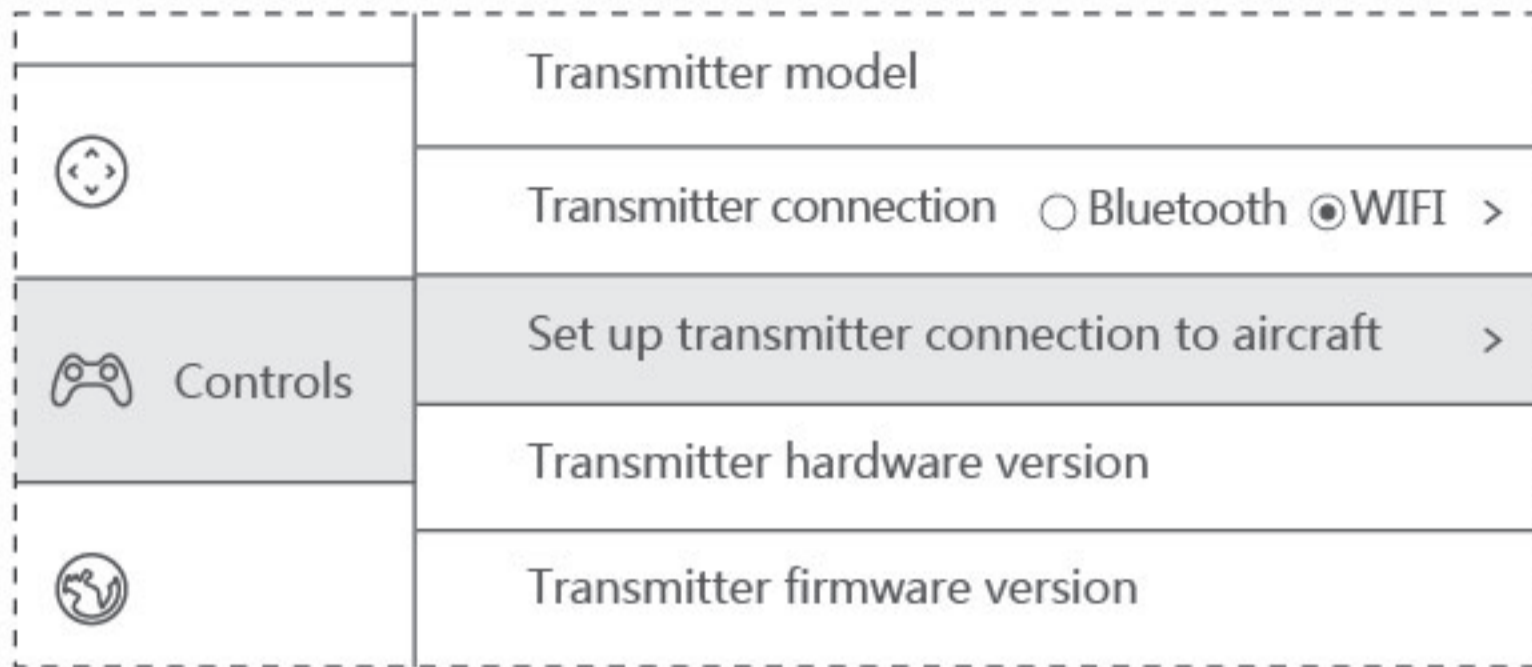 Transmitter model
Transmitter connection Bluetooth WIFI >
Controls
Set up transmitter connection to aircraft >
Transmitter hardware version
Transmitter firmware version